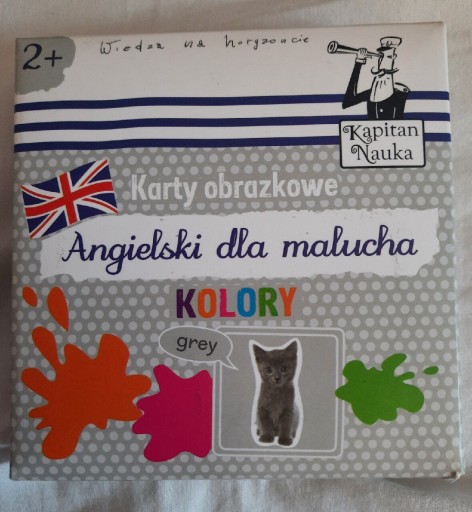 2+
Wiedza na horyzoncie
Kapitan
Nauka
Karty obrazkowe
Angielski dla malucha
KOLORY
grey